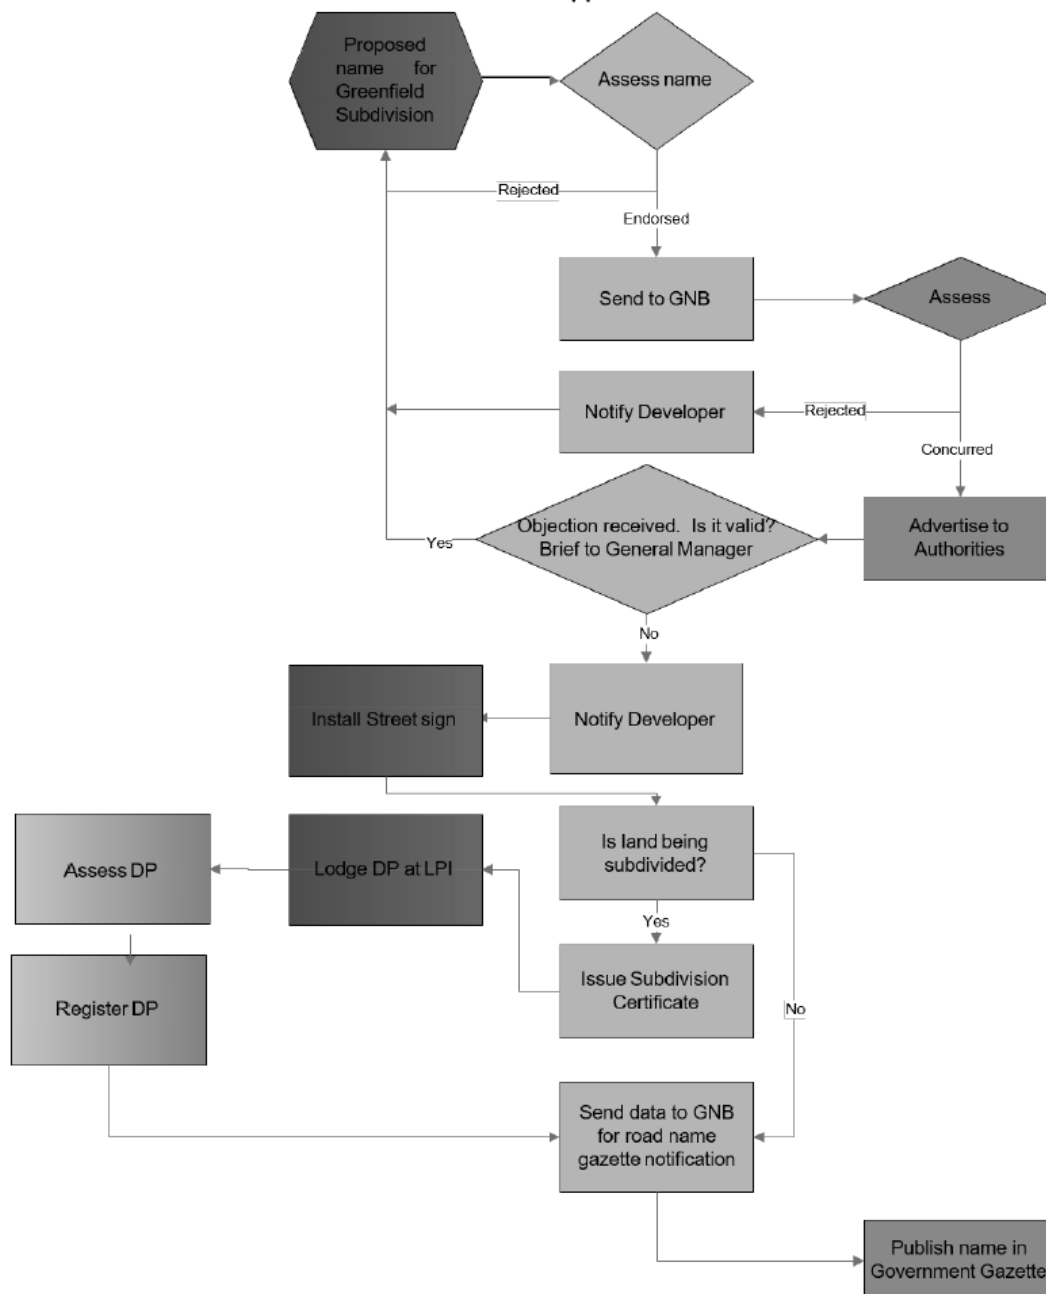 Proposed
name for
Greenfield
Subdivision
Assess name
Rejected
Endorsed
Send to GNB
Assess
Notify Developer
Rejected
Concurred
Objection received. Is it valid?
Brief to General Manager
Advertise to
Authorities
Yes
No
Install Street sign
Notify Developer
Is land being
subdivided?
Assess DP
Lodge DP at LPI
Yes
Issue Subdivision
Certificate
Register DP
No
Send data to GNB
for road name
gazette notification
Publish name in
Government Gazette